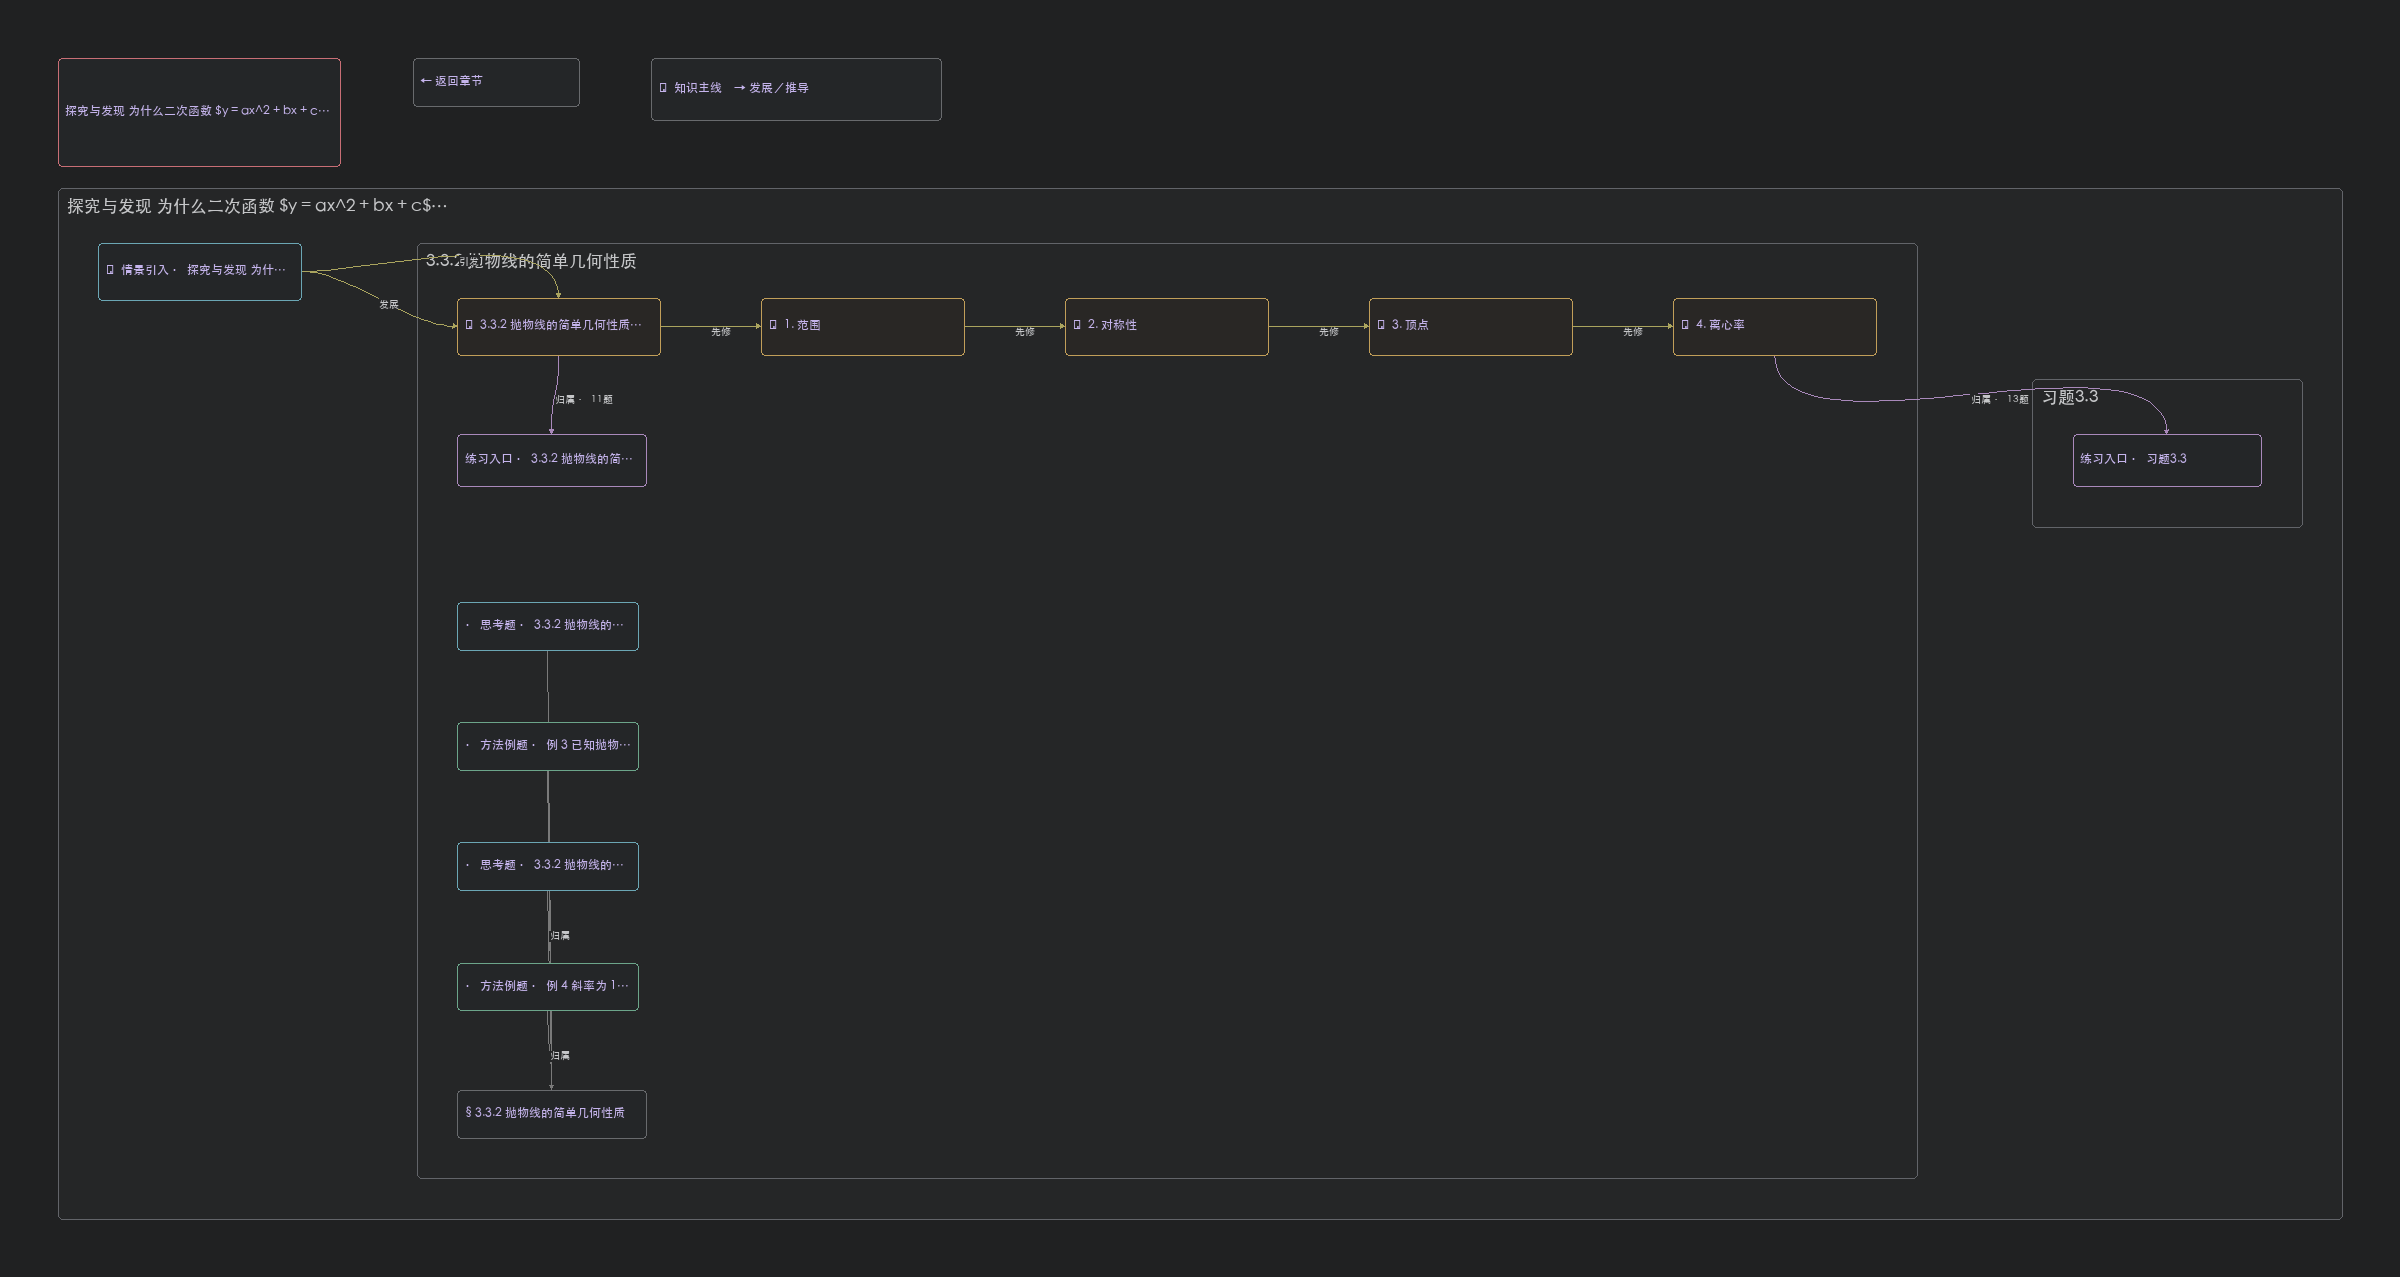 探究与发现 为什么二次函数 $y = ax^2 + bx + c…
← 返回章节
知识主线 → 发展／推导
探究与发现 为什么二次函数 $y = ax^2 + bx + c$…
情景引入 · 探究与发现 为什…
3.3.2 抛物线的简单几何性质
引发
发展
3.3.2 抛物线的简单几何性质…
先修
1. 范围
先修
2. 对称性
先修
3. 顶点
先修
4. 离心率
归属 · 11题
归属 · 13题
习题3.3
练习入口 · 3.3.2 抛物线的简…
练习入口 · 习题3.3
· 思考题 · 3.3.2 抛物线的…
· 方法例题 · 例 3 已知抛物…
· 思考题 · 3.3.2 抛物线的…
归属
· 方法例题 · 例 4 斜率为 1…
归属
§ 3.3.2 抛物线的简单几何性质